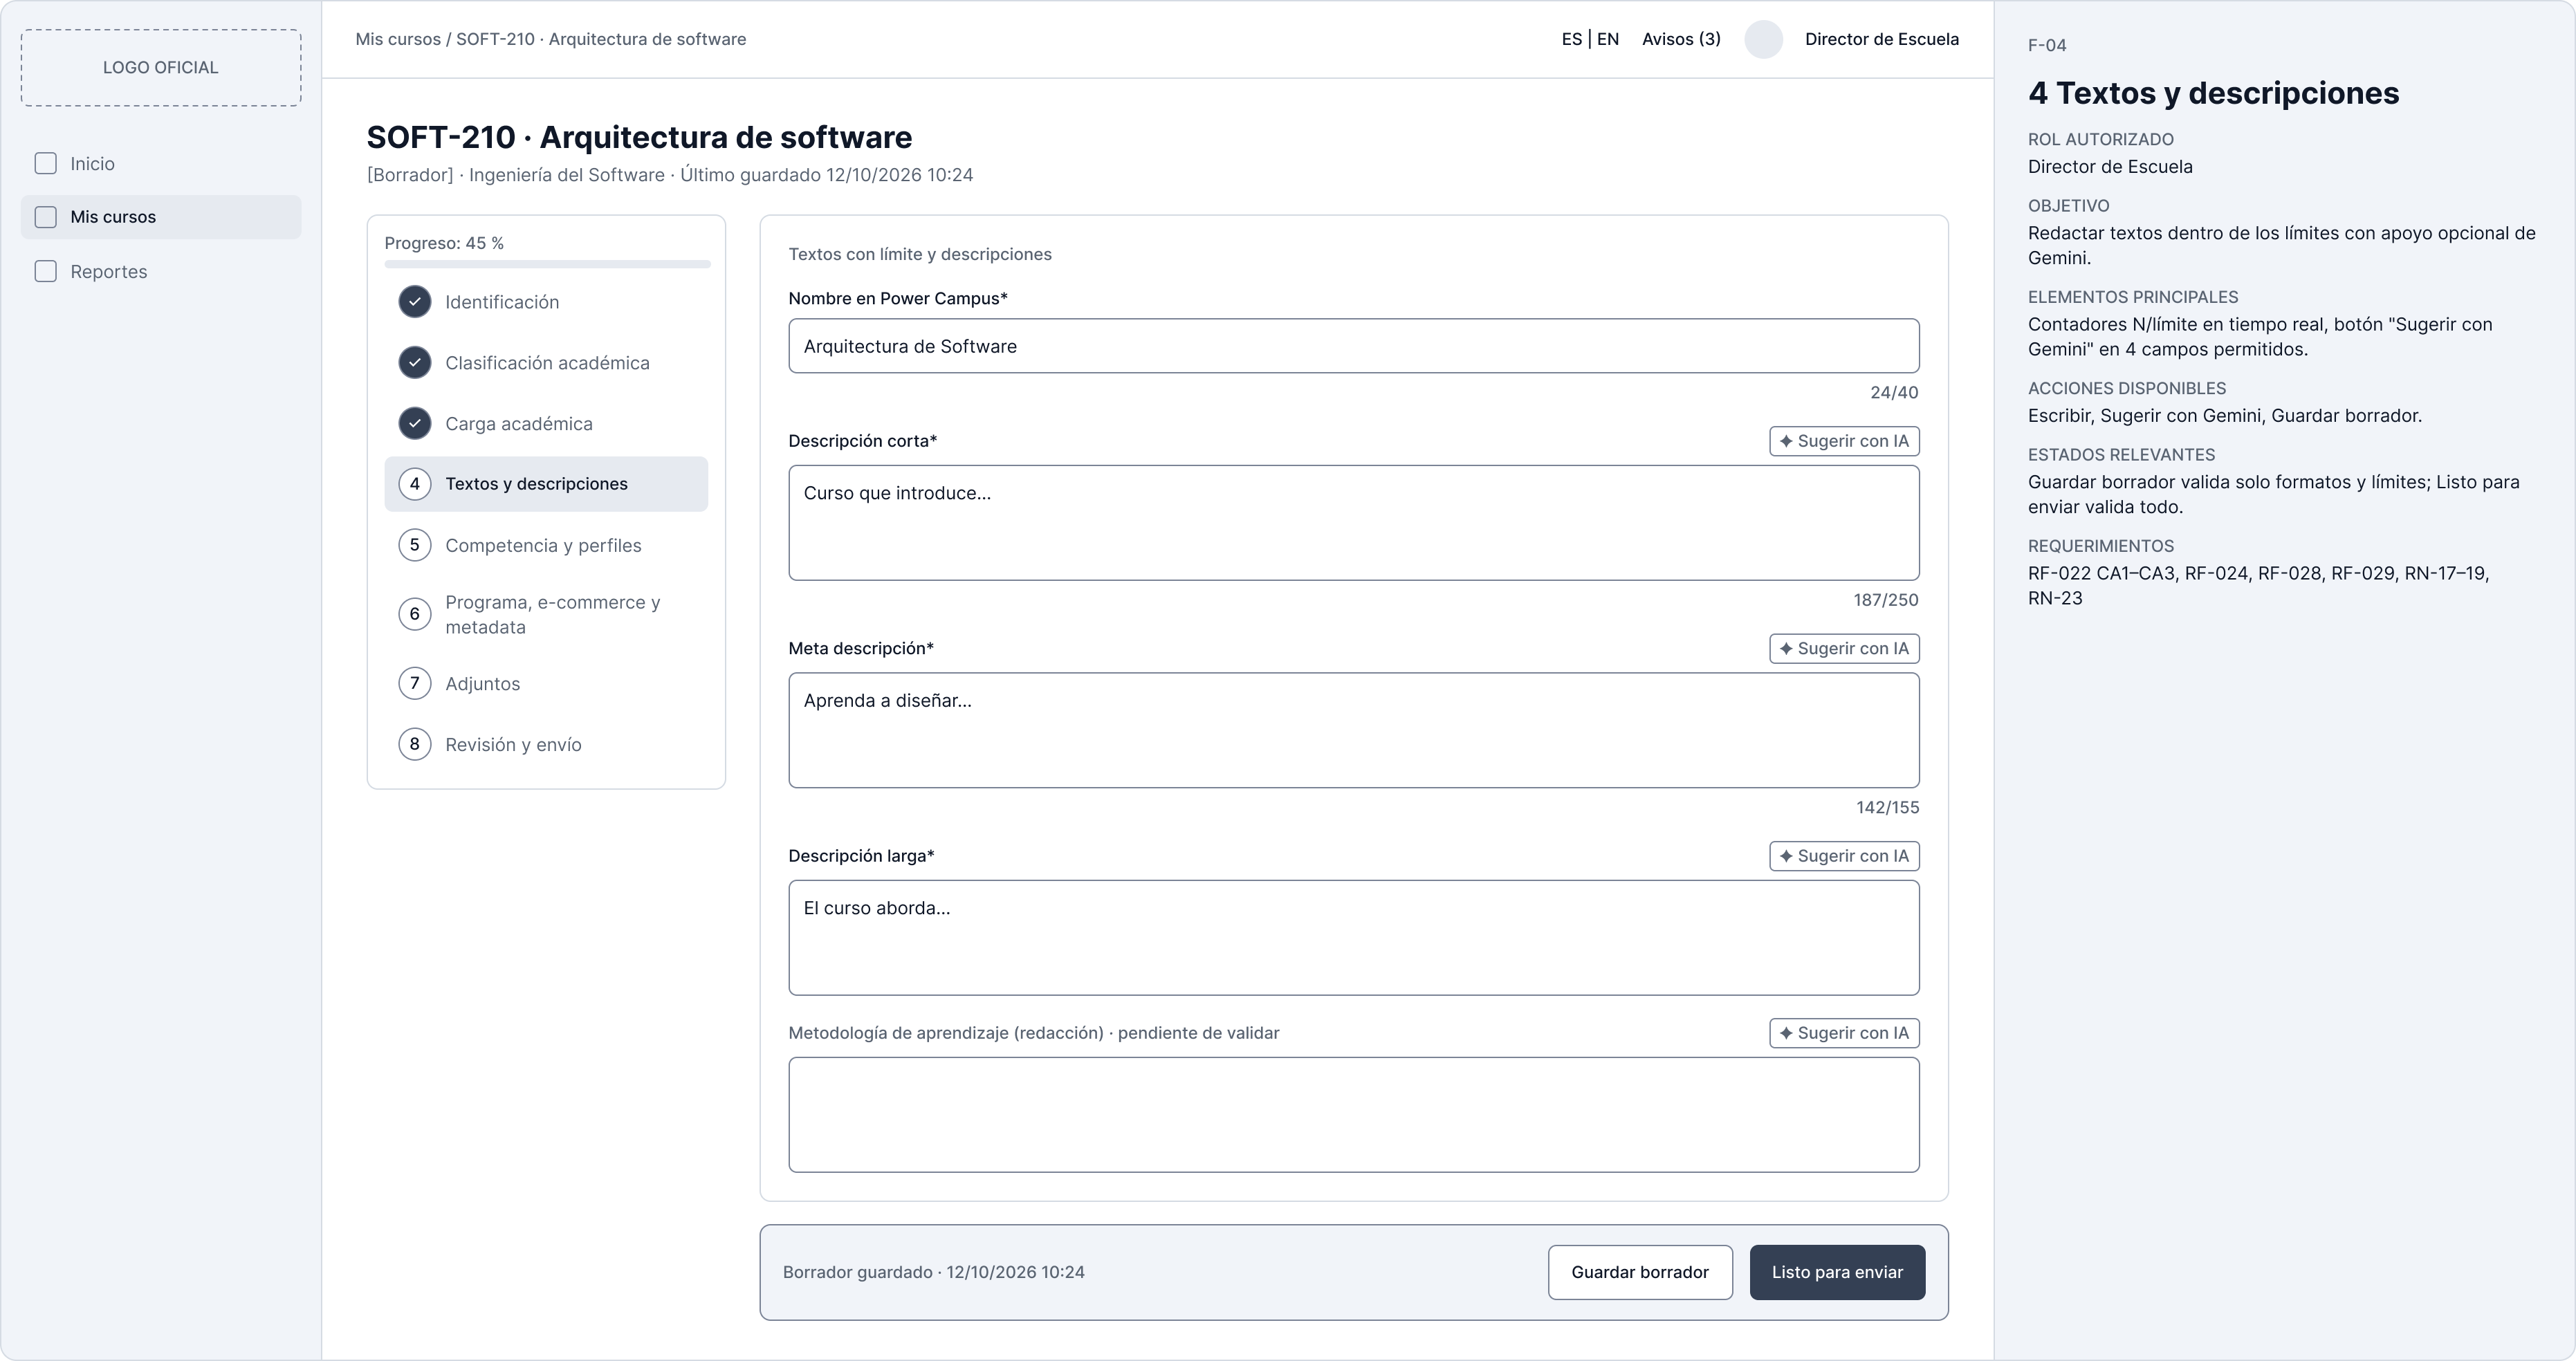 LOGO OFICIAL
Inicio
Mis cursos
Reportes
Mis cursos / SOFT-210 · Arquitectura de software
ES | EN
Avisos (3)
Director de Escuela
SOFT-210 · Arquitectura de software
[Borrador] · Ingeniería del Software · Último guardado 12/10/2026 10:24
Progreso: 45 %
Identificación
Clasificación académica
Carga académica
4 Textos y descripciones
5 Competencia y perfiles
6 Programa, e-commerce y
metadata
7 Adjuntos
8 Revisión y envío
Textos con límite y descripciones
Nombre en Power Campus*
Arquitectura de Software
24/40
Descripción corta*
✦ Sugerir con IA
Curso que introduce...
187/250
Meta descripción*
✦ Sugerir con IA
Aprenda a diseñar...
142/155
Descripción larga*
✦ Sugerir con IA
El curso aborda...
Metodología de aprendizaje (redacción) · pendiente de validar
✦ Sugerir con IA
Borrador guardado · 12/10/2026 10:24
Guardar borrador
Listo para enviar
F-04
4 Textos y descripciones
ROL AUTORIZADO
Director de Escuela
OBJETIVO
Redactar textos dentro de los límites con apoyo opcional de
Gemini.
ELEMENTOS PRINCIPALES
Contadores N/límite en tiempo real, botón "Sugerir con
Gemini" en 4 campos permitidos.
ACCIONES DISPONIBLES
Escribir, Sugerir con Gemini, Guardar borrador.
ESTADOS RELEVANTES
Guardar borrador valida solo formatos y límites; Listo para
enviar valida todo.
REQUERIMIENTOS
RF-022 CA1–CA3, RF-024, RF-028, RF-029, RN-17–19,
RN-23